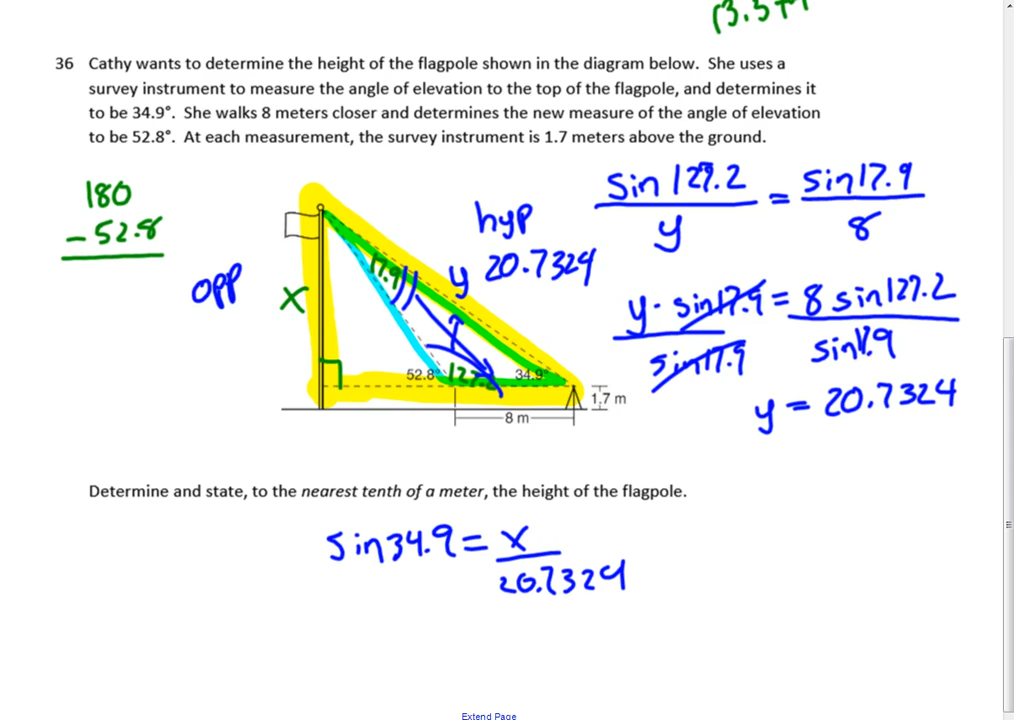 13.5 ft
36 Cathy wants to determine the height of the flagpole shown in the diagram below. She uses a
survey instrument to measure the angle of elevation to the top of the flagpole, and determines it
to be 34.9°. She walks 8 meters closer and determines the new measure of the angle of elevation
to be 52.8°. At each measurement, the survey instrument is 1.7 meters above the ground.
180
- 52.8
opp
x
hyp
y 20.7324
17.9
52.8°
127.2
34.9°
1.7 m
8 m
sin 127.2 / y = sin 17.9 / 8
y · sin 17.9 = 8 sin 127.2
sin 17.9 sin 17.9
y = 20.7324
Determine and state, to the nearest tenth of a meter, the height of the flagpole.
sin 34.9 = x
20.7324
Extend Page